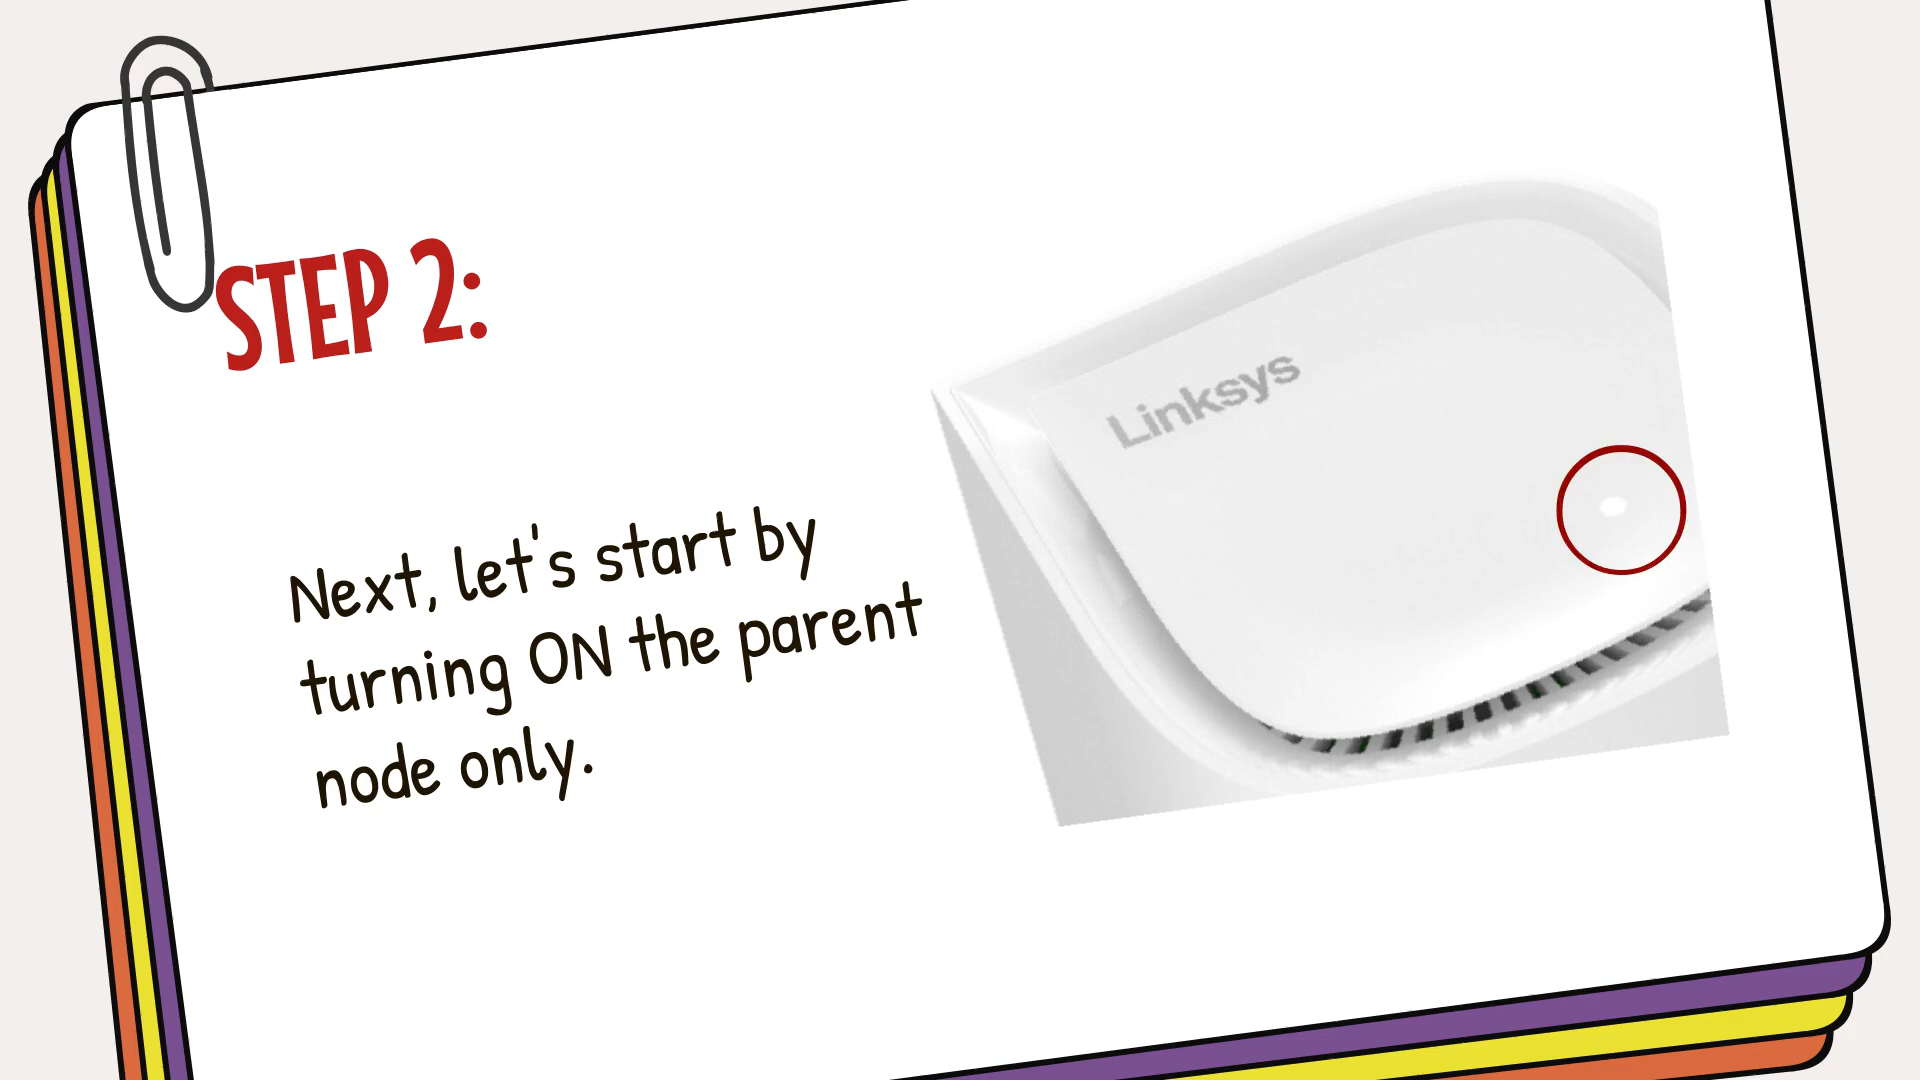 STEP 2:
Next, let's start by
turning ON the parent
node only.
Linksys